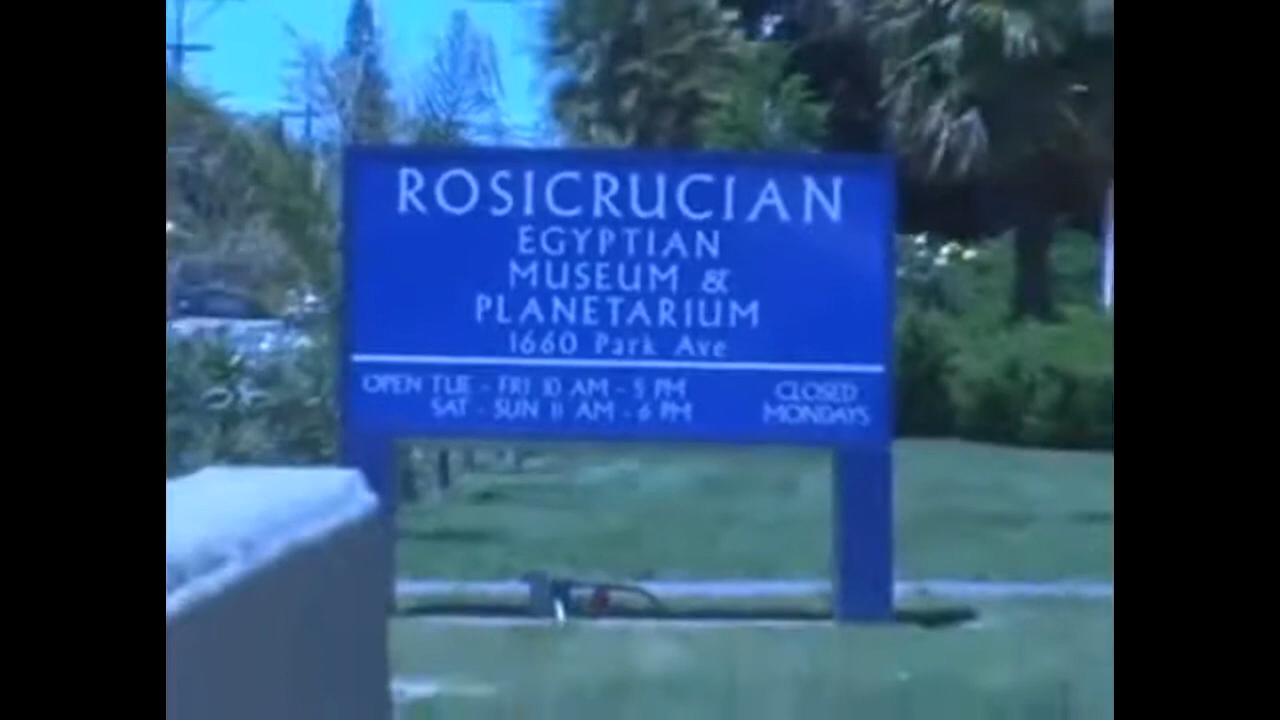 ROSICRUCIAN
EGYPTIAN
MUSEUM &
PLANETARIUM
1660 Park Ave
OPEN TUE - FRI 10 AM - 5 PM
SAT - SUN 11 AM - 6 PM
CLOSED
MONDAYS